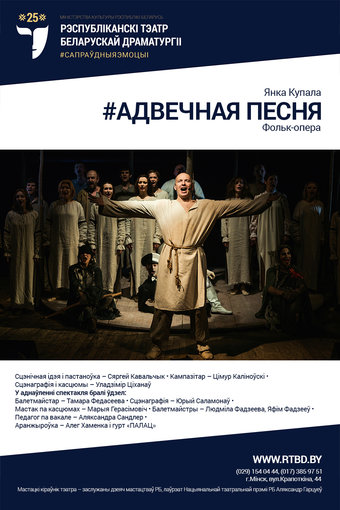 25
МІНІСТЭРСТВА КУЛЬТУРЫ РЭСПУБЛІКІ БЕЛАРУСЬ
РЭСПУБЛІКАНСКІ ТЭАТР
БЕЛАРУСКАЙ ДРАМАТУРГІІ
#САПРАЎДНЫЯЭМОЦЫІ
Янка Купала
#АДВЕЧНАЯ ПЕСНЯ
Фольк-опера
Сцэнічная ідэя і пастаноўка – Сяргей Кавальчык • Кампазітар – Цімур Каліноўскі •
Сцэнаграфія і касцюмы – Уладзімір Ціханаў
У аднаўленні спектакля бралі ўдзел:
Балетмайстар – Тамара Федасеева • Сцэнаграфія – Юрый Саламонаў •
Мастак па касцюмах – Марыя Герасімовіч • Балетмайстры – Людміла Фадзеева, Яфім Фадзееў •
Педагог па вакале – Аляксандра Сандлер •
Аранжыроўка – Алег Хаменка і гурт «ПАЛАЦ»
WWW.RTBD.BY
(029) 154 04 44, (017) 385 97 51
г.Мінск, вул.Крапоткіна, 44
Мастацкі кіраўнік тэатра – заслужаны дзеяч мастацтваў РБ, лаўрэат Нацыянальнай тэатральнай прэміі РБ Аляксандр Гарцуеў